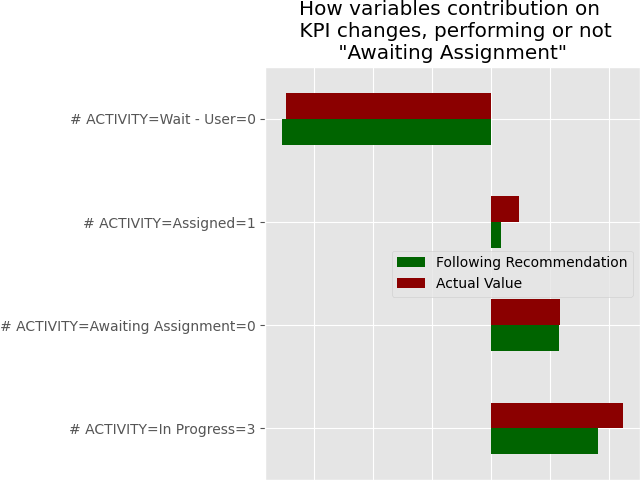 How variables contribution on
KPI changes, performing or not
"Awaiting Assignment"
# ACTIVITY=Wait - User=0
# ACTIVITY=Assigned=1
Following Recommendation
Actual Value
# ACTIVITY=Awaiting Assignment=0
# ACTIVITY=In Progress=3